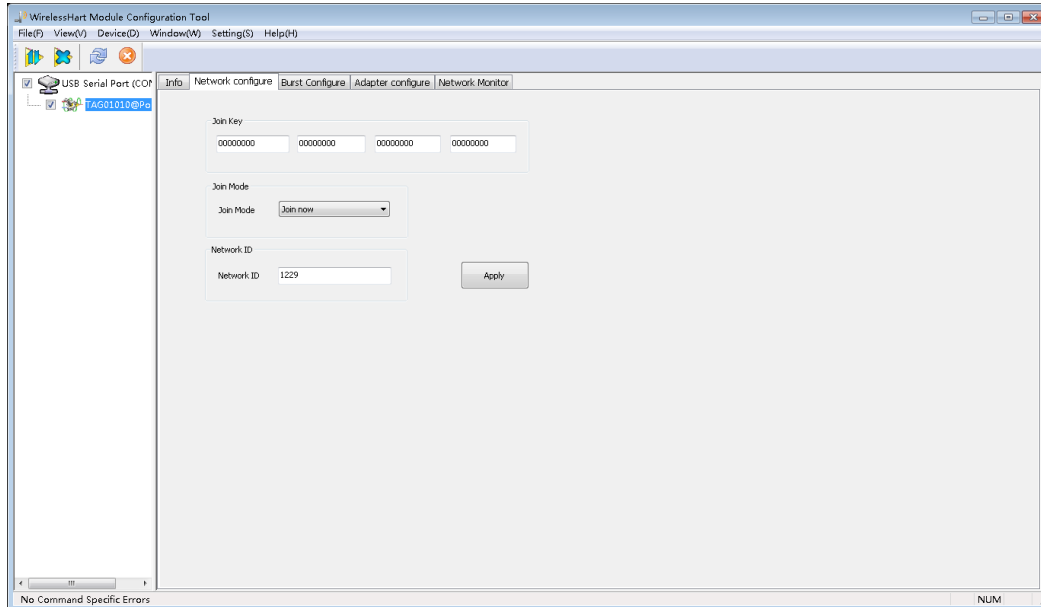 WirelessHart Module Configuration Tool
File(F) View(V) Device(D) Window(W) Setting(S) Help(H)
USB Serial Port (COM
TAG01010@Po
Info Network configure Burst Configure Adapter configure Network Monitor
Join Key
00000000 00000000 00000000 00000000
Join Mode
Join Mode Join now
Network ID
Network ID 1229
Apply
No Command Specific Errors NUM